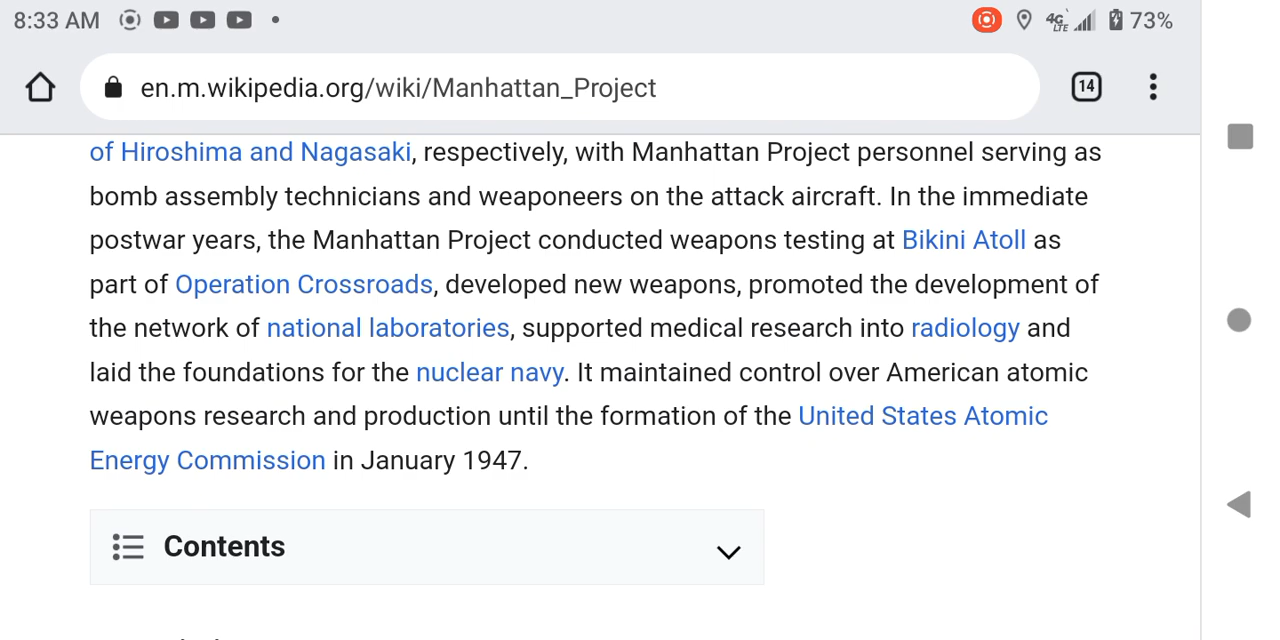 8:33 AM
4G LTE 73%
en.m.wikipedia.org/wiki/Manhattan_Project
14
of Hiroshima and Nagasaki, respectively, with Manhattan Project personnel serving as
bomb assembly technicians and weaponeers on the attack aircraft. In the immediate
postwar years, the Manhattan Project conducted weapons testing at Bikini Atoll as
part of Operation Crossroads, developed new weapons, promoted the development of
the network of national laboratories, supported medical research into radiology and
laid the foundations for the nuclear navy. It maintained control over American atomic
weapons research and production until the formation of the United States Atomic
Energy Commission in January 1947.
Contents